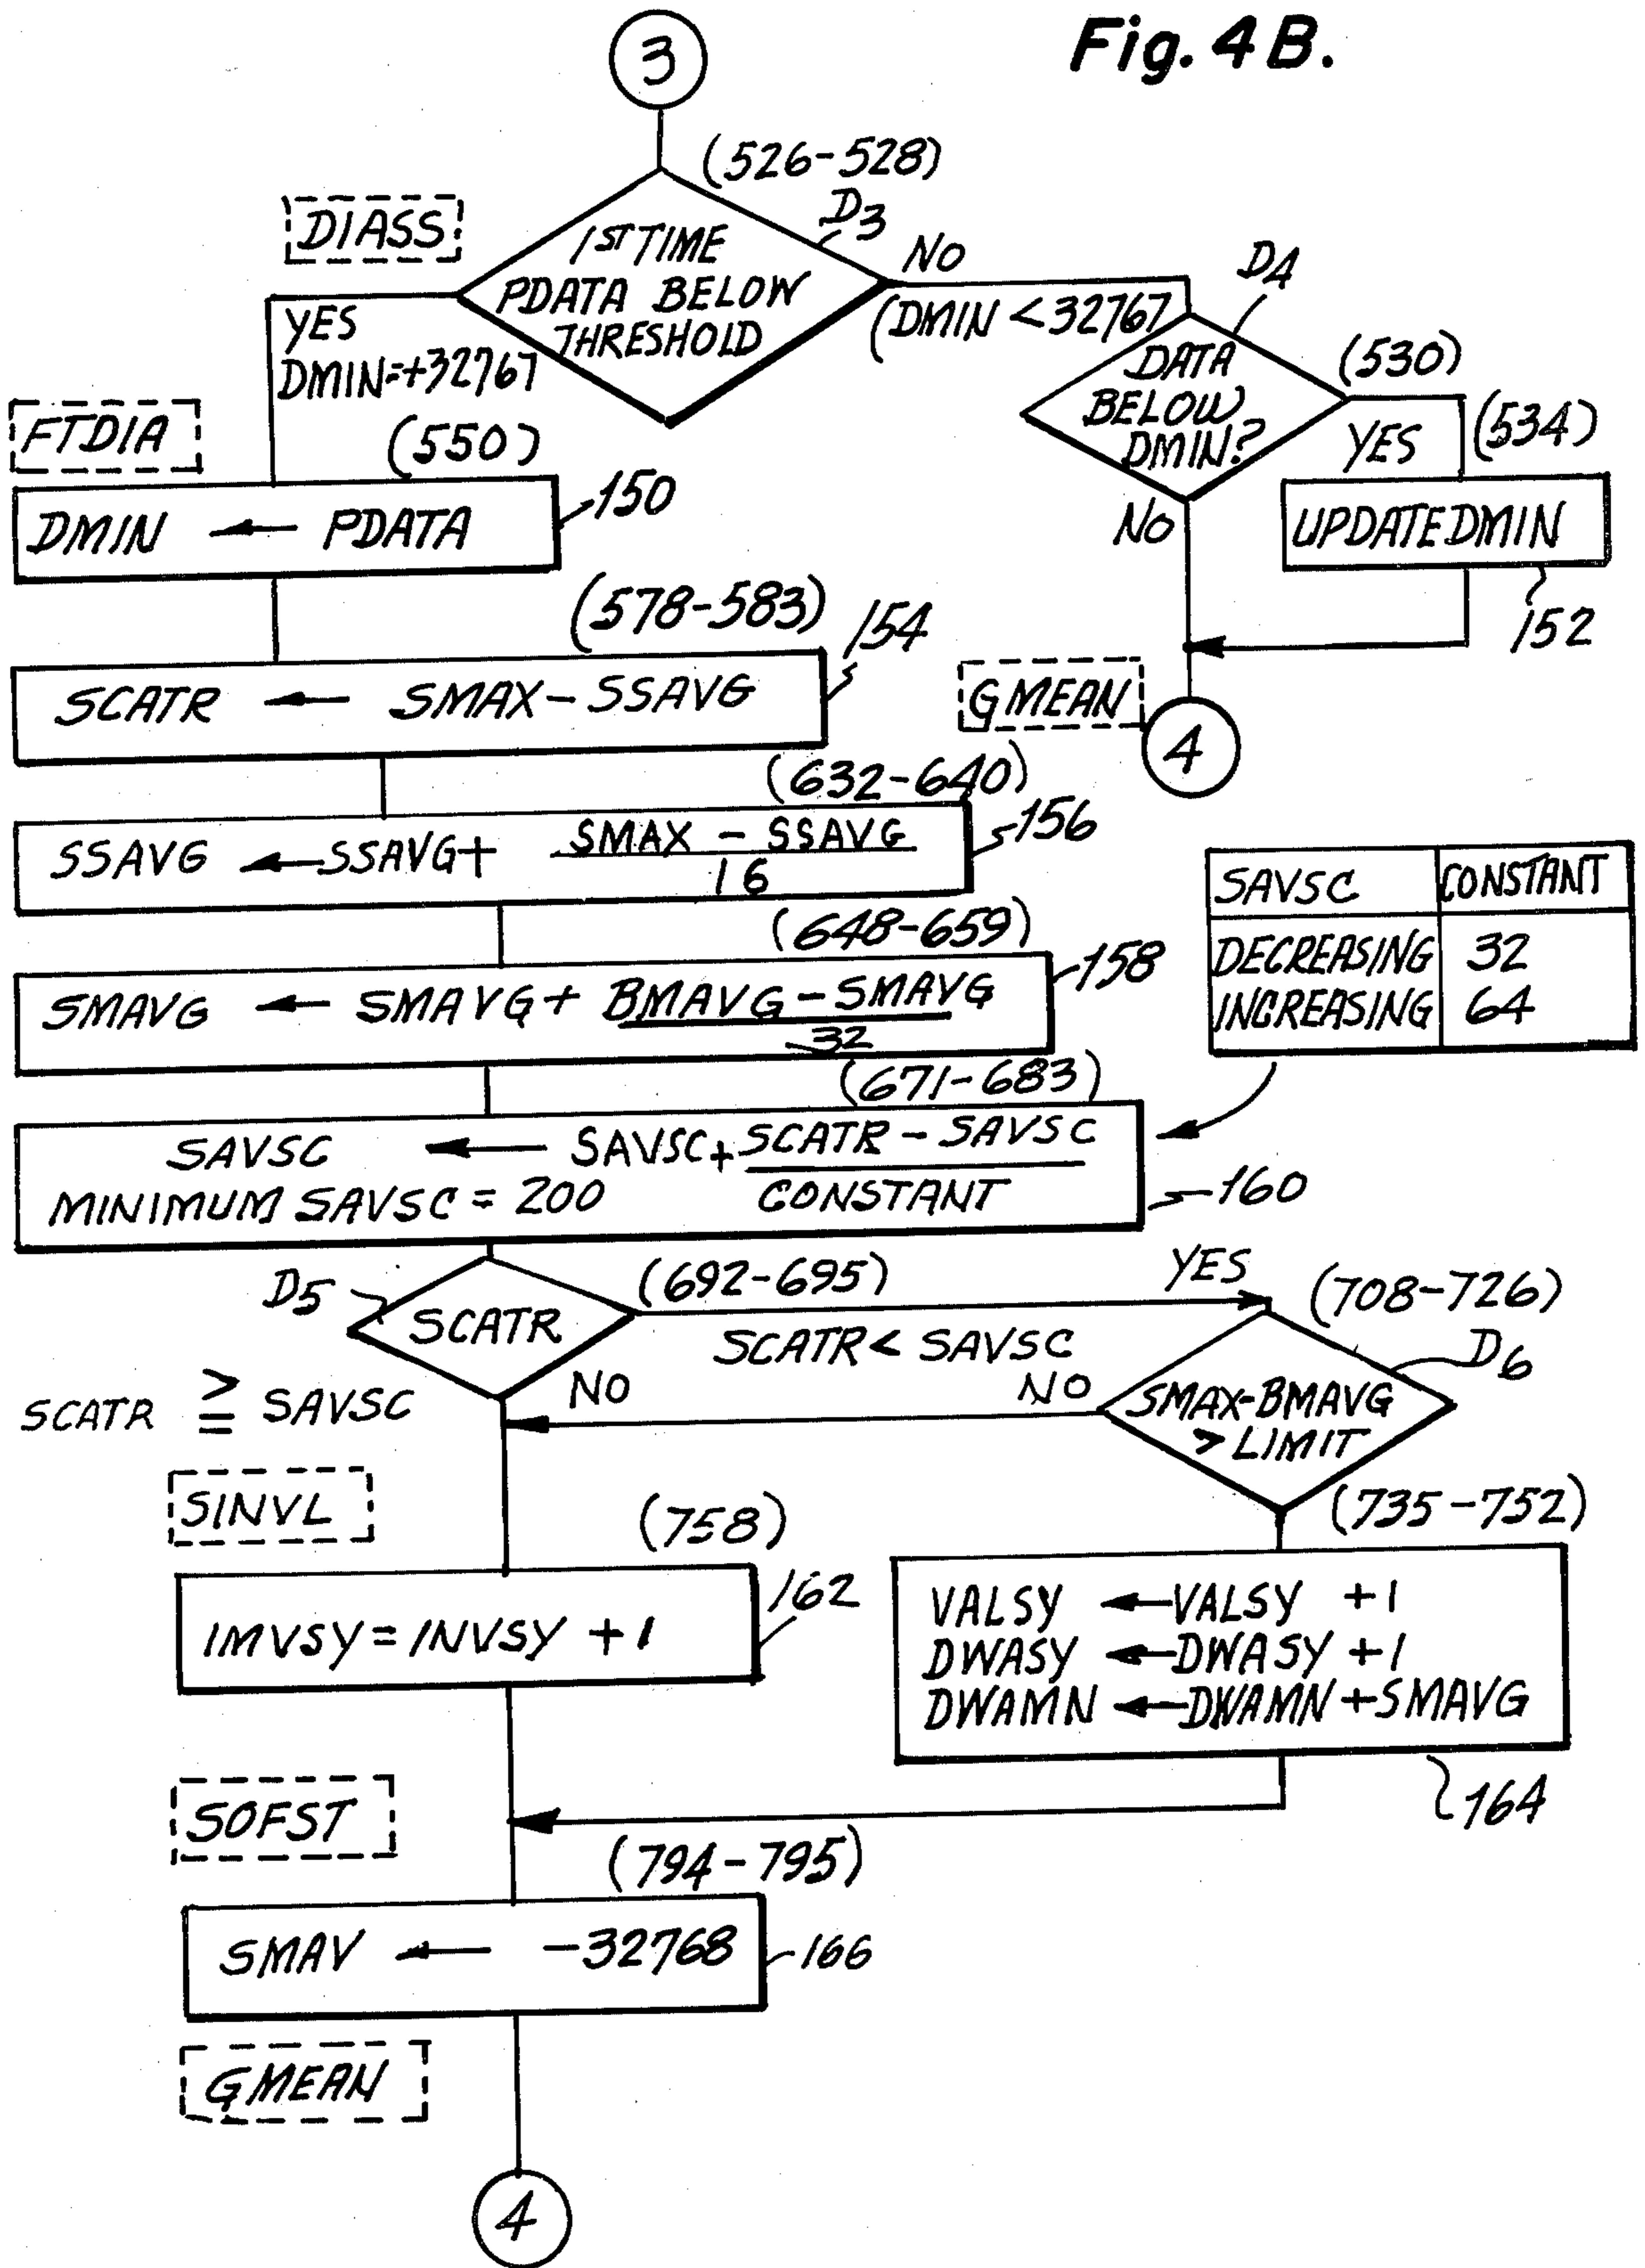 Fig. 4B.
3
(526-528)
DIASS
D3
1ST TIME
PDATA BELOW
THRESHOLD
NO
(DMIN < 32767
D4
YES
DMIN=+32767
DATA
BELOW
DMIN?
(530)
YES
(534)
FTDIA
(550)
DMIN ← PDATA
150
NO
UPDATE DMIN
152
(578-583)
154
SCATR ← SMAX - SSAVG
GMEAN
4
(632-640)
SSAVG ← SSAVG + SMAX - SSAVG
16
156
SAVSC CONSTANT
DECREASING 32
INCREASING 64
(648-659)
SMAVG ← SMAVG + BMAVG - SMAVG
32
158
(671-683)
SAVSC ← SAVSC + SCATR - SAVSC
MINIMUM SAVSC = 200 CONSTANT
160
D5
SCATR
(692-695)
YES
(708-726)
SCATR < SAVSC
D6
SCATR ≧ SAVSC
NO
NO
SMAX-BMAVG
> LIMIT
SINVL
(758)
(735-752)
IMVSY = INVSY + 1
162
VALSY ← VALSY + 1
DWASY ← DWASY + 1
DWAMN ← DWAMN + SMAVG
164
SOFST
(794-795)
SMAV ← -32768
166
GMEAN
4